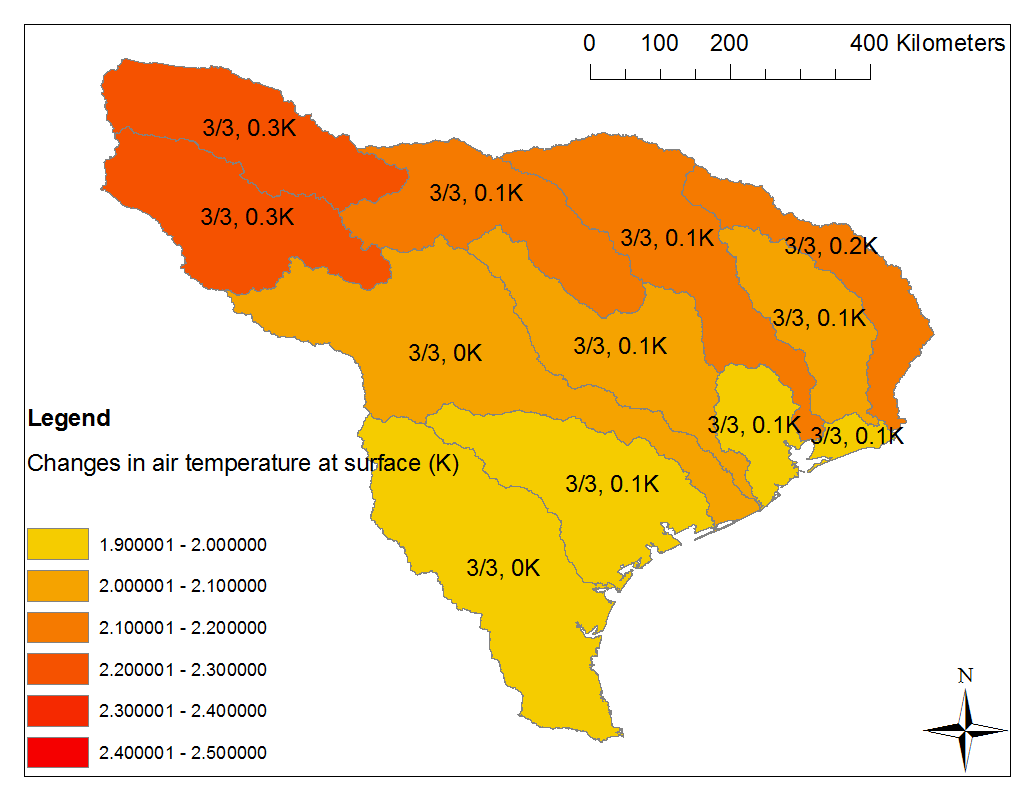 0 100 200 400 Kilometers
3/3, 0.3K
3/3, 0.3K
3/3, 0.1K
3/3, 0.1K
3/3, 0.2K
3/3, 0.1K
3/3, 0K
3/3, 0.1K
3/3, 0.1K
3/3, 0.1K
3/3, 0.1K
3/3, 0K
Legend
Changes in air temperature at surface (K)
1.900001 - 2.000000
2.000001 - 2.100000
2.100001 - 2.200000
2.200001 - 2.300000
2.300001 - 2.400000
2.400001 - 2.500000
N